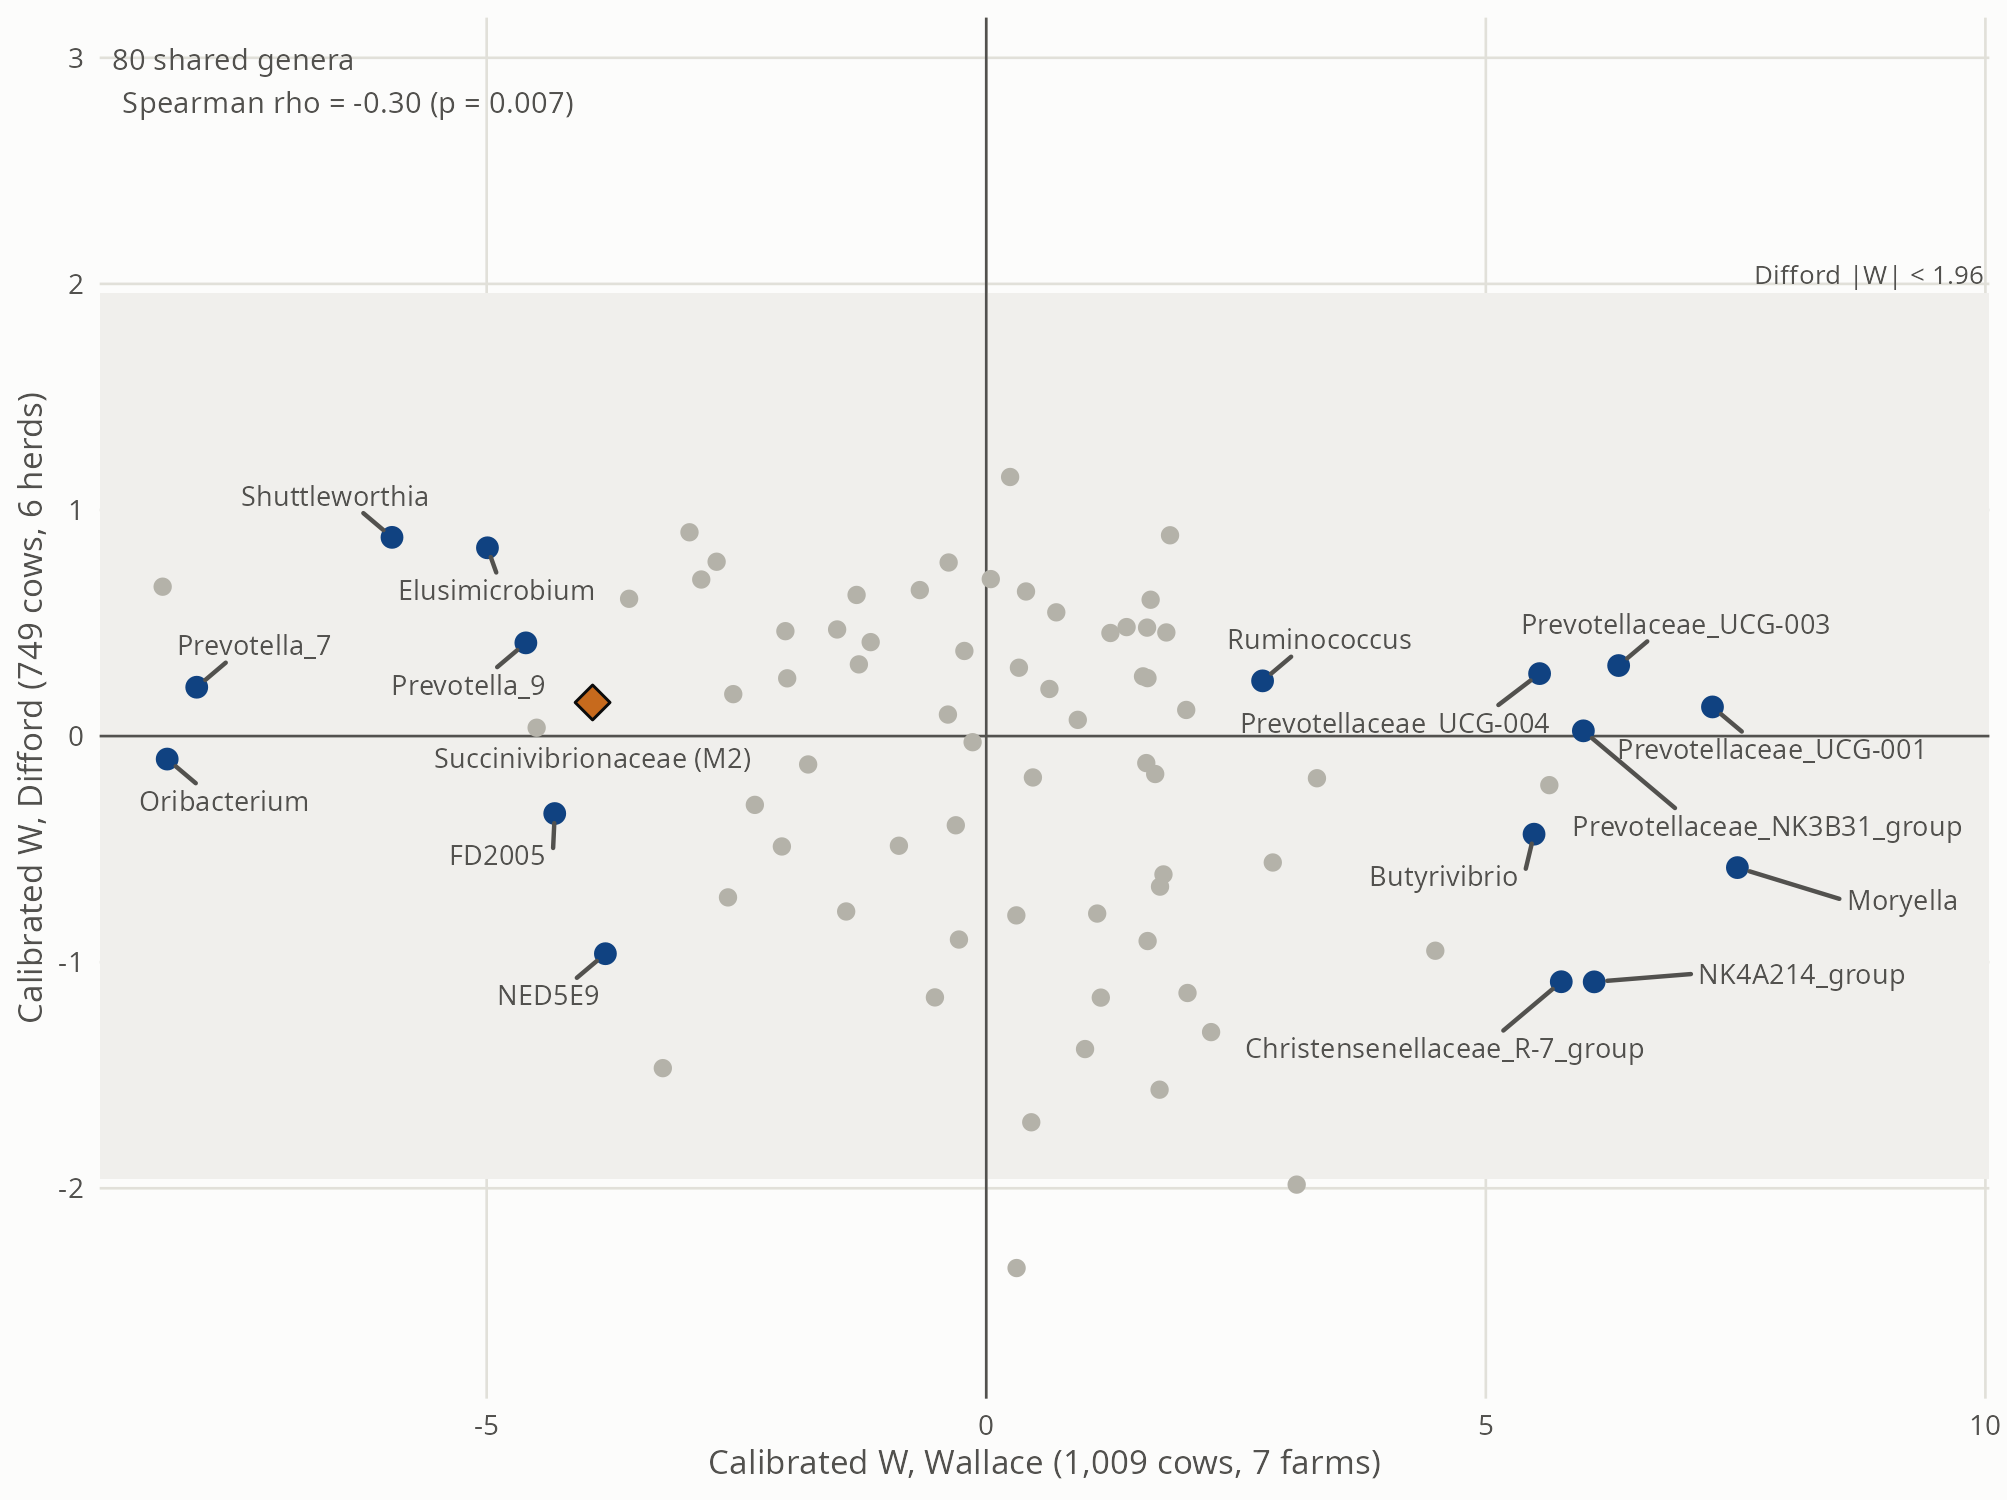 3
80 shared genera
Spearman rho = -0.30 (p = 0.007)
Difford |W| < 1.96
2
Shuttleworthia
1
Elusimicrobium
Prevotellaceae_UCG-003
Prevotella_7
Ruminococcus
Prevotella_9
Prevotellaceae_UCG-004
0
Prevotellaceae_UCG-001
Succinivibrionaceae (M2)
Oribacterium
Prevotellaceae_NK3B31_group
FD2005
Butyrivibrio
Moryella
-1
NK4A214_group
NED5E9
Christensenellaceae_R-7_group
-2
-5 0 5 10
Calibrated W, Wallace (1,009 cows, 7 farms)
Calibrated W, Difford (749 cows, 6 herds)